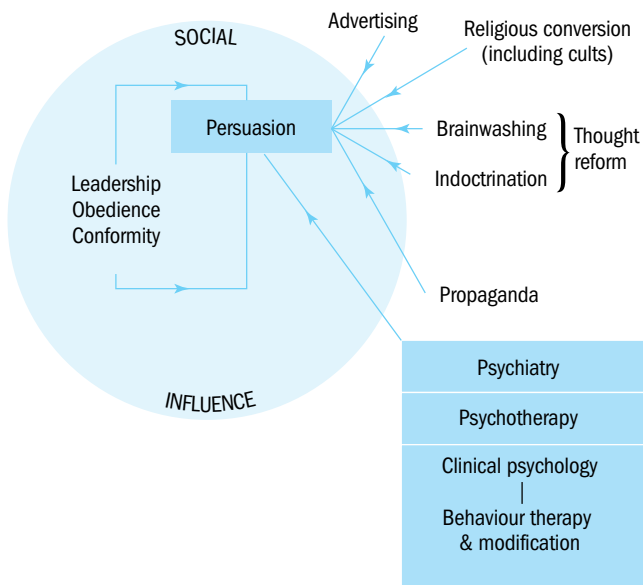 SOCIAL
Advertising
Religious conversion
(including cults)
Persuasion
Brainwashing
Indoctrination
Thought
reform
Leadership
Obedience
Conformity
Propaganda
INFLUENCE
Psychiatry
Psychotherapy
Clinical psychology
Behaviour therapy
& modification